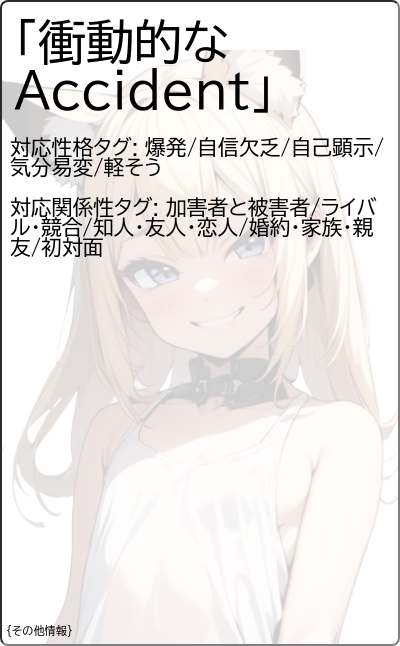 「衝動的な
Accident」
対応性格タグ: 爆発/自信欠乏/自己顕示/
気分易変/軽そう
対応関係性タグ: 加害者と被害者/ライバ
ル・競合/知人・友人・恋人/婚約・家族・親
友/初対面
{その他情報}